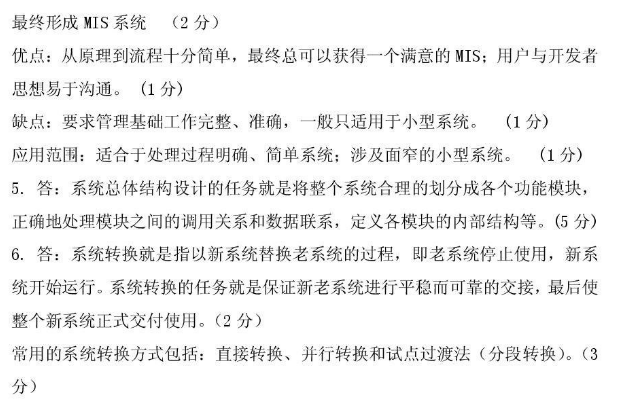 最终形成 MIS 系统 （2 分）
优点：从原理到流程十分简单，最终总可以获得一个满意的 MIS；用户与开发者
思想易于沟通。（1 分）
缺点：要求管理基础工作完整、准确，一般只适用于小型系统。（1 分）
应用范围：适合于处理过程明确、简单系统；涉及面窄的小型系统。（1 分）
5. 答：系统总体结构设计的任务就是将整个系统合理的划分成各个功能模块，
正确地处理模块之间的调用关系和数据联系，定义各模块的内部结构等。（5 分）
6. 答：系统转换就是指以新系统替换老系统的过程，即老系统停止使用，新系
统开始运行。系统转换的任务就是保证新老系统进行平稳而可靠的交接，最后使
整个新系统正式交付使用。（2 分）
常用的系统转换方式包括：直接转换、并行转换和试点过渡法（分段转换）。（3
分）